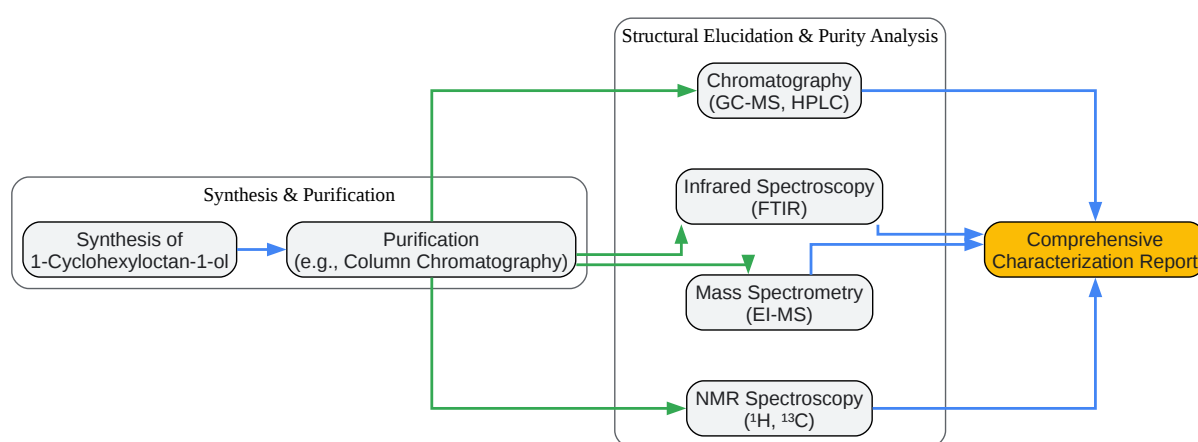 Structural Elucidation & Purity Analysis
Chromatography
(GC-MS, HPLC)
Synthesis & Purification
Infrared Spectroscopy
(FTIR)
Synthesis of
1-Cyclohexyloctan-1-ol
Purification
(e.g., Column Chromatography)
Comprehensive
Characterization Report
Mass Spectrometry
(EI-MS)
NMR Spectroscopy
(¹H, ¹³C)